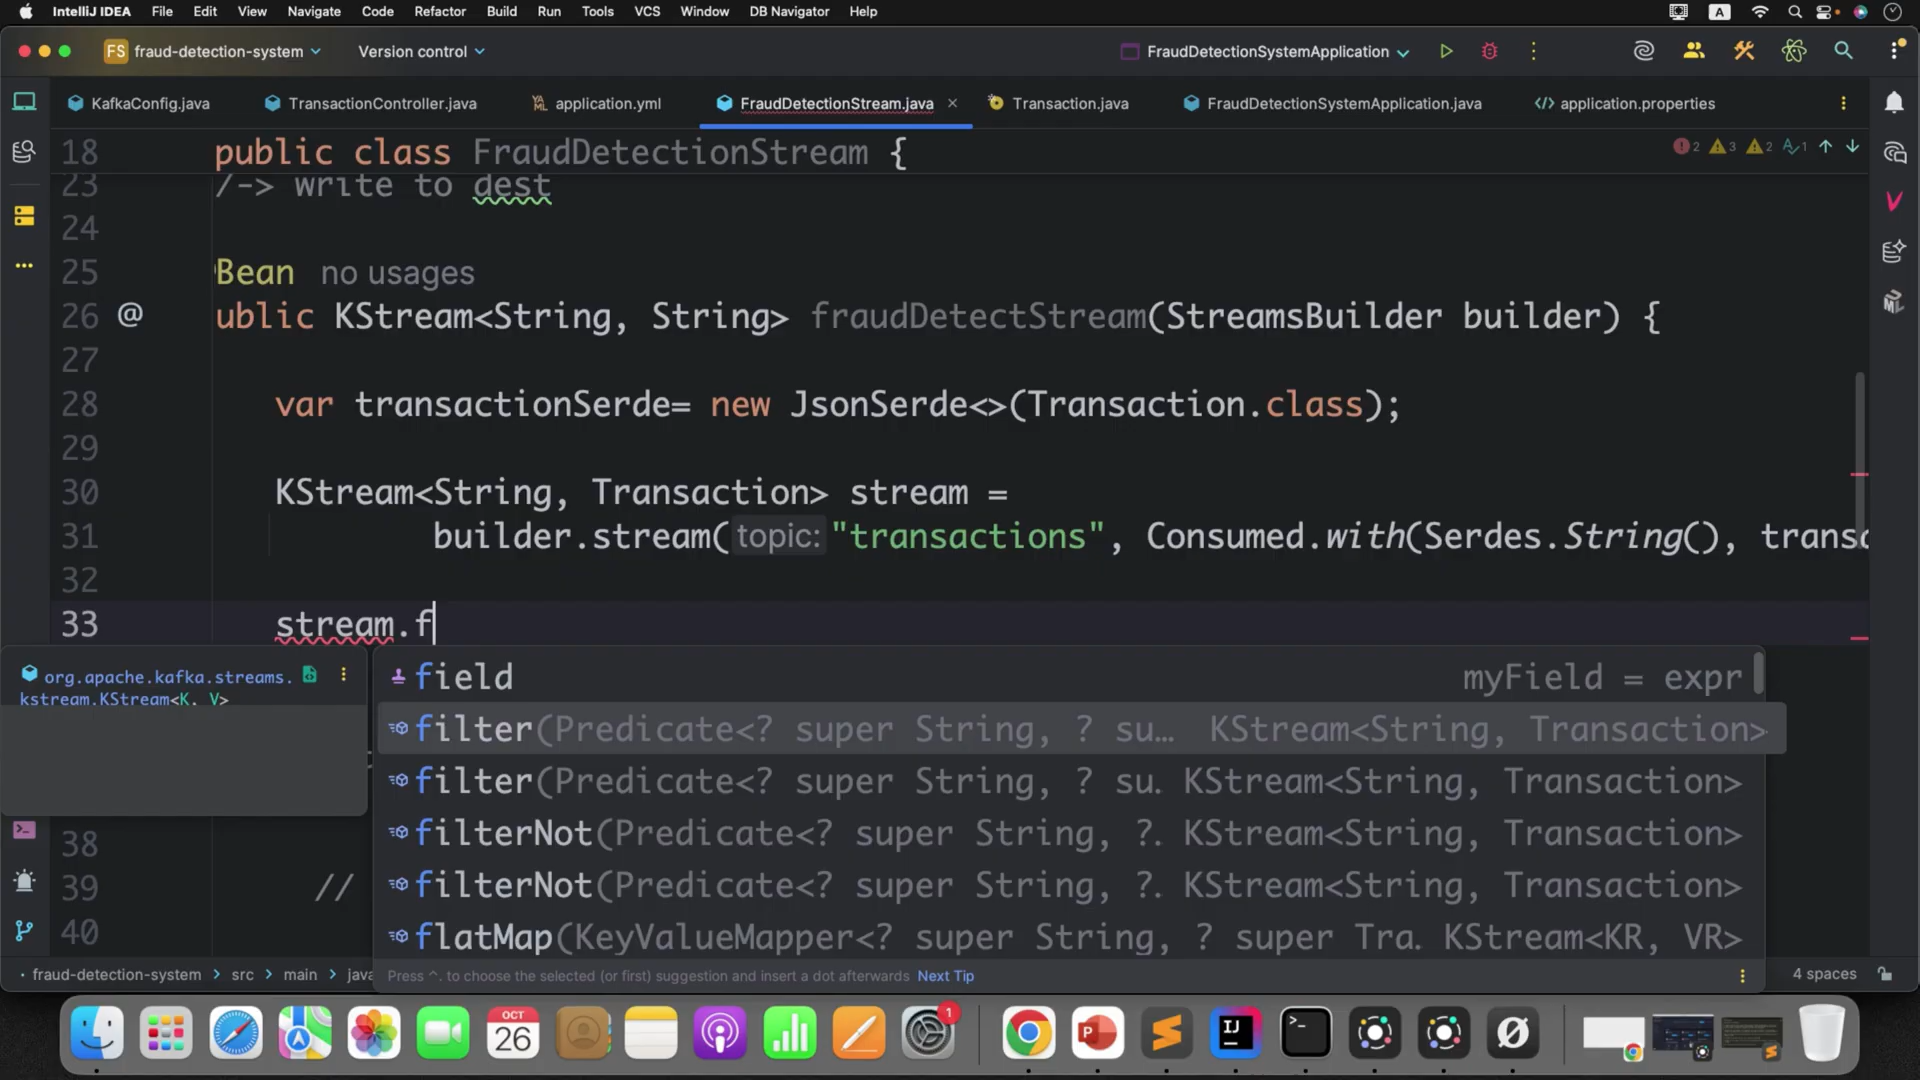 IntelliJ IDEA File Edit View Navigate Code Refactor Build Run Tools VCS Window DB Navigator Help
FS fraud-detection-system Version control FraudDetectionSystemApplication
KafkaConfig.java TransactionController.java application.yml FraudDetectionStream.java Transaction.java FraudDetectionSystemApplication.java application.properties
18 public class FraudDetectionStream {
2 3 2 1
23 /-> write to dest
24
25 Bean no usages
26 ublic KStream<String, String> fraudDetectStream(StreamsBuilder builder) {
27
28 var transactionSerde= new JsonSerde<>(Transaction.class);
29
30 KStream<String, Transaction> stream =
31 builder.stream( topic: "transactions", Consumed.with(Serdes.String(), transa
32
33 stream.f
org.apache.kafka.streams.
kstream.KStream<K, V>
field myField = expr
filter(Predicate<? super String, ? su... KStream<String, Transaction>
filter(Predicate<? super String, ? su. KStream<String, Transaction>
filterNot(Predicate<? super String, ?. KStream<String, Transaction>
filterNot(Predicate<? super String, ?. KStream<String, Transaction>
flatMap(KeyValueMapper<? super String, ? super Tra. KStream<KR, VR>
Press ^. to choose the selected (or first) suggestion and insert a dot afterwards Next Tip
38
39 //
40
fraud-detection-system > src > main > java
4 spaces
OCT
26
1